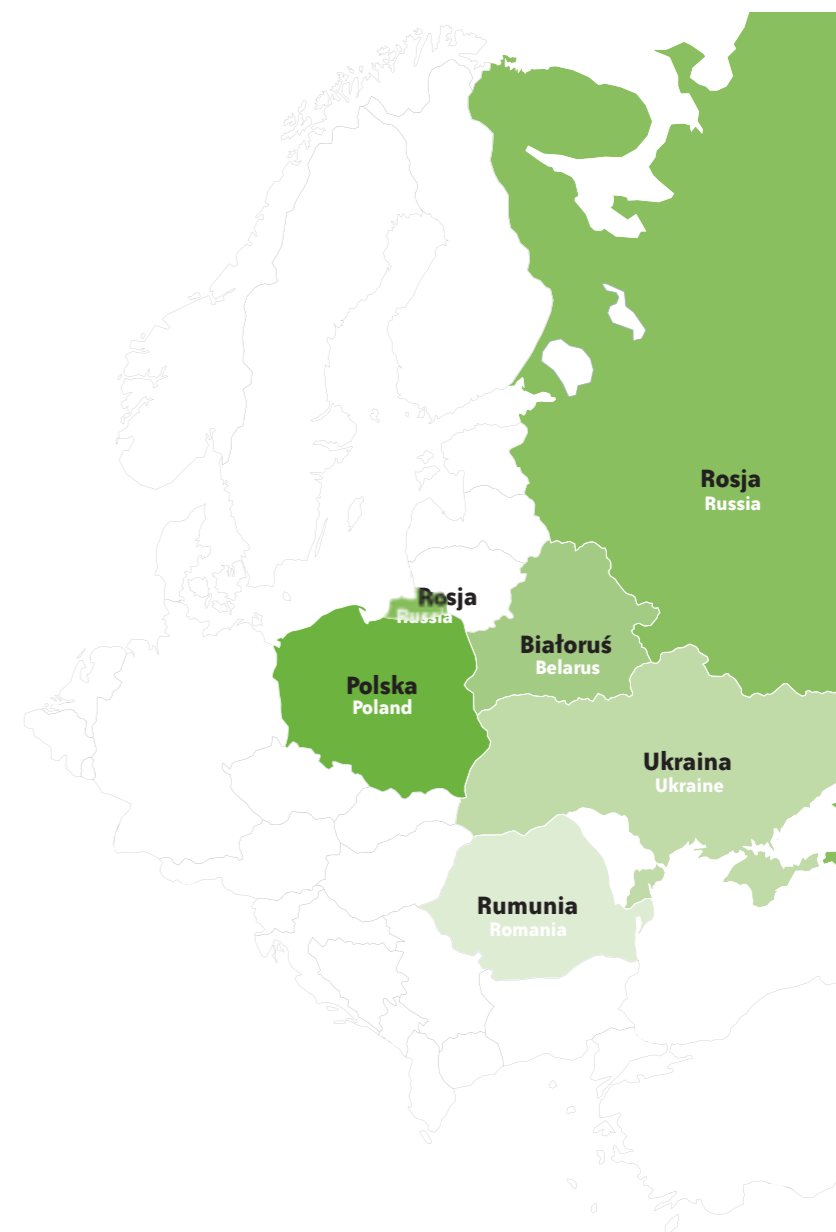 Rosja
Russia
Rosja
Russia
Białoruś
Belarus
Polska
Poland
Ukraina
Ukraine
Rumunia
Romania